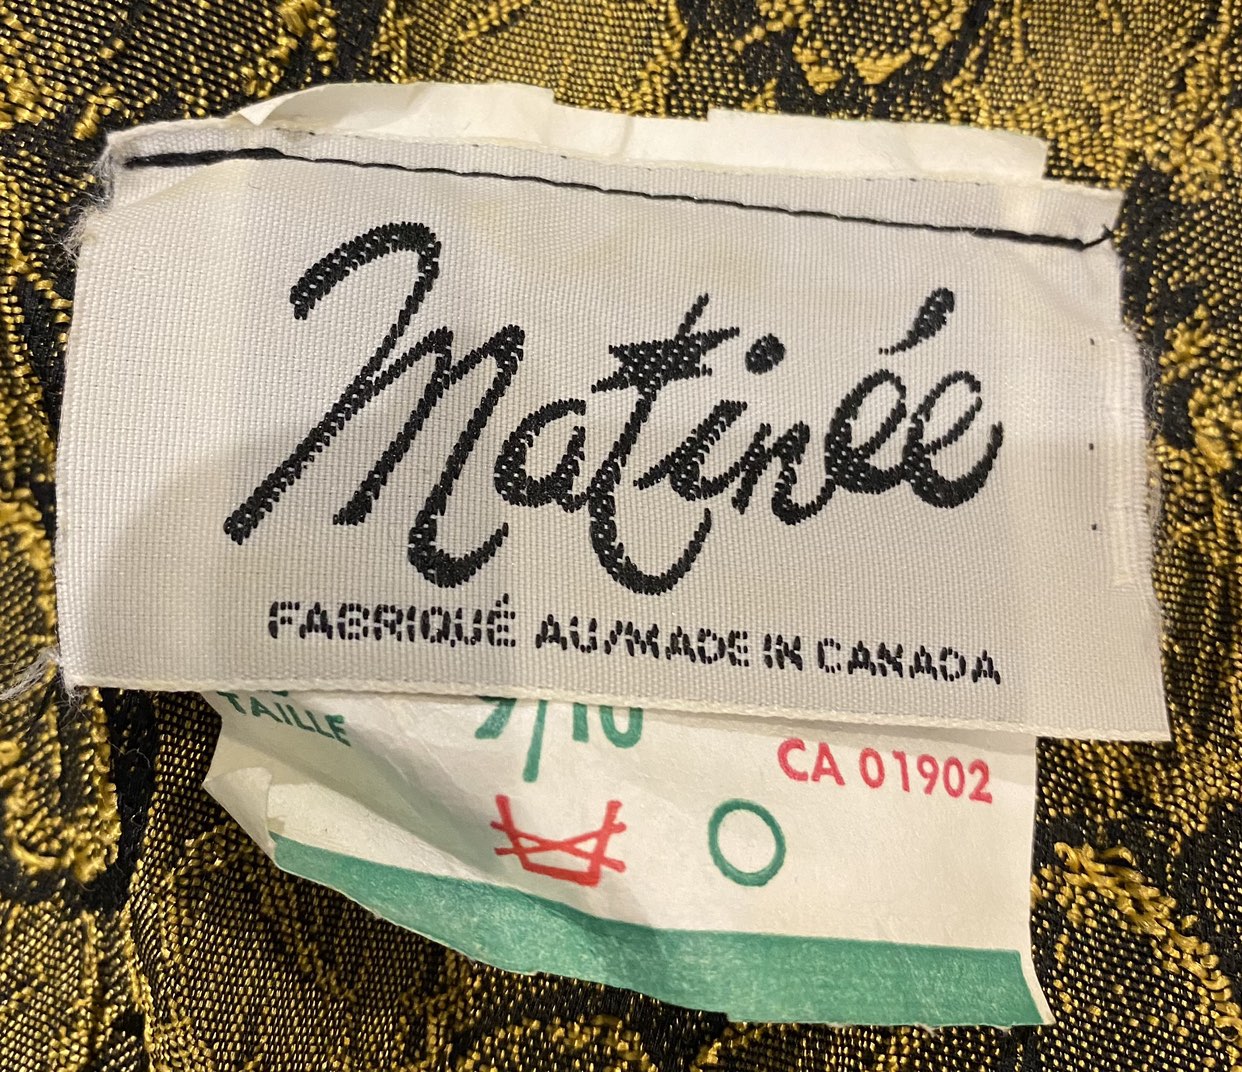 Matinée
FABRIQUÉ AU/MADE IN CANADA
TAILLE 9/10
CA 01902